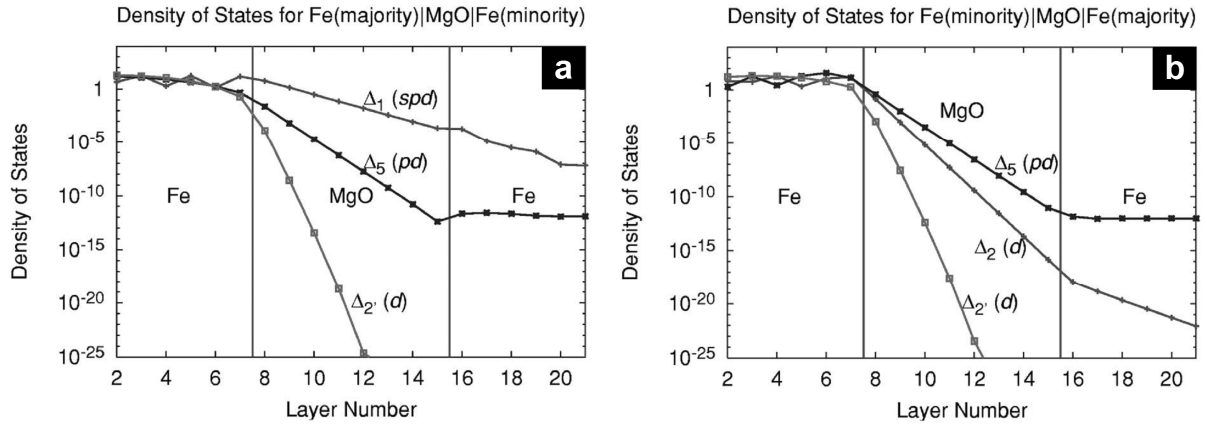 Density of States for Fe(majority)|MgO|Fe(minority)
a
Density of States
1
10⁻⁵
10⁻¹⁰
10⁻¹⁵
10⁻²⁰
10⁻²⁵
Δ₁ (spd)
Δ₅ (pd)
Fe
MgO
Fe
Δ₂' (d)
2 4 6 8 10 12 14 16 18 20
Layer Number
Density of States for Fe(minority)|MgO|Fe(majority)
b
Density of States
1
10⁻⁵
10⁻¹⁰
10⁻¹⁵
10⁻²⁰
10⁻²⁵
MgO
Δ₅ (pd)
Fe
Fe
Δ₂ (d)
Δ₂' (d)
2 4 6 8 10 12 14 16 18 20
Layer Number